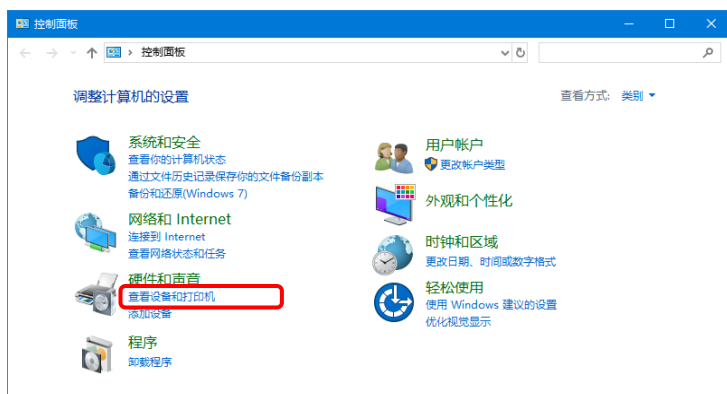 控制面板
控制面板
调整计算机的设置
查看方式: 类别
系统和安全
查看你的计算机状态
通过文件历史记录保存你的文件备份副本
备份和还原(Windows 7)
网络和 Internet
连接到 Internet
查看网络状态和任务
硬件和声音
查看设备和打印机
添加设备
程序
卸载程序
用户帐户
更改帐户类型
外观和个性化
时钟和区域
更改日期、时间或数字格式
轻松使用
使用 Windows 建议的设置
优化视觉显示